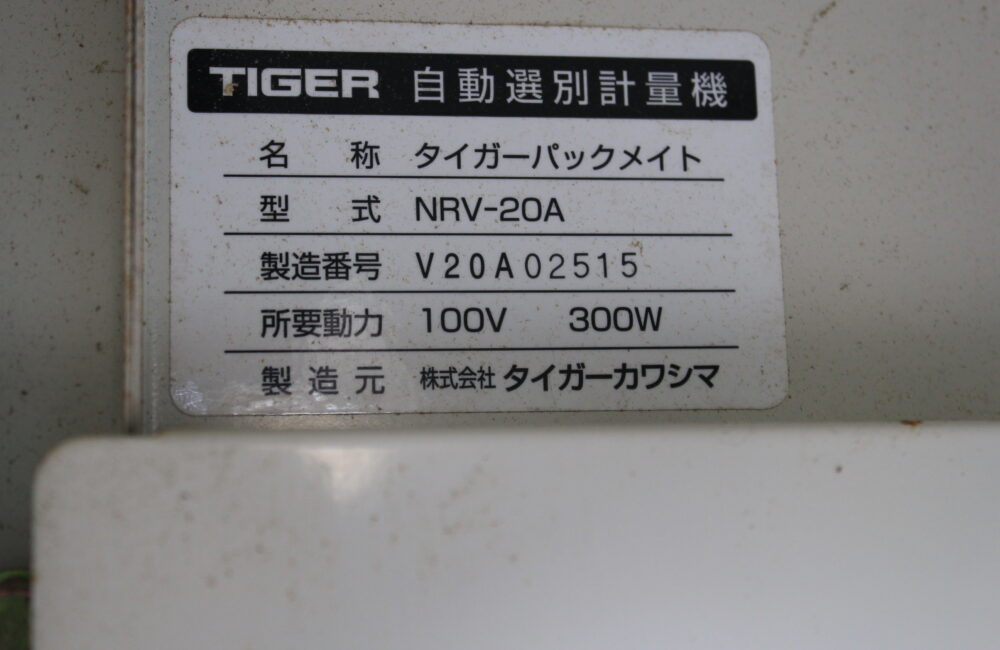 TIGER 自動選別計量機
名称 タイガーパックメイト
型式 NRV-20A
製造番号 V20A02515
所要動力 100V 300W
製造元 株式会社 タイガーカワシマ